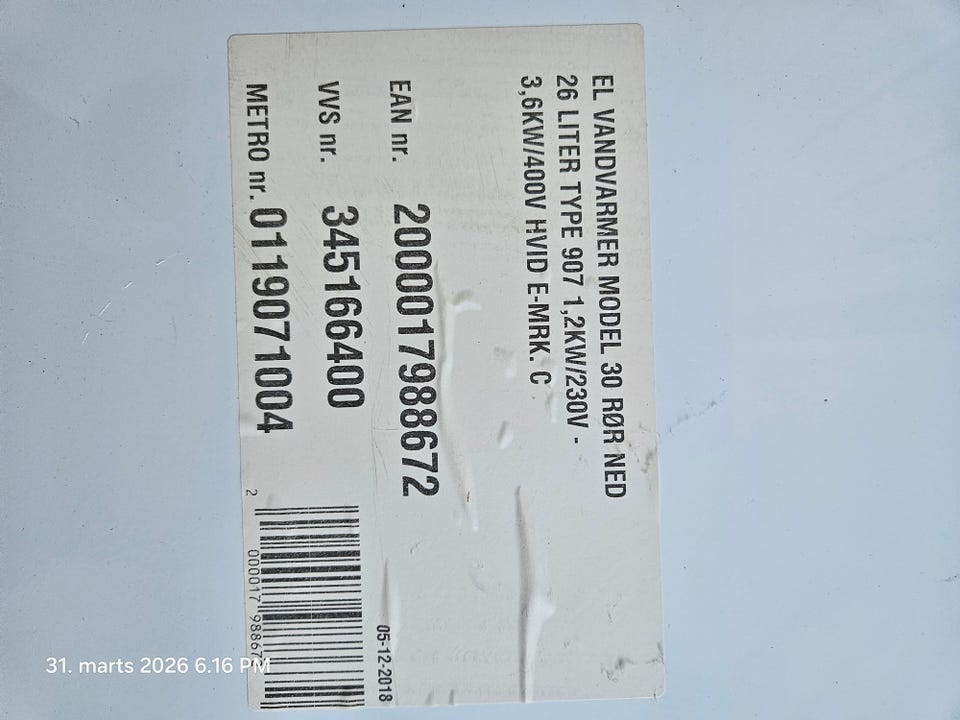 EL VANDVARMER MODEL 30 RØR NED
26 LITER TYPE 907 1,2KW/230V -
3,6KW/400V HVID E-MRK. C
EAN nr. 2000017988672
VVS nr. 345166400
METRO nr. 0119071004
05-12-2018
2 000017 988672
31. marts 2026 6.16 PM